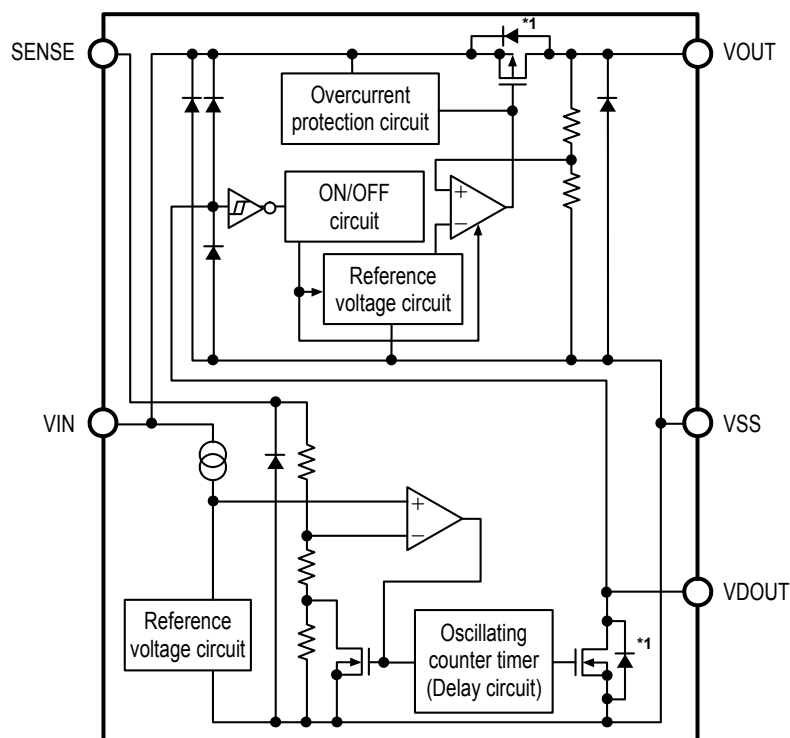 *1
SENSE
VOUT
Overcurrent
protection circuit
ON/OFF
circuit
+
−
Reference
voltage circuit
VIN
VSS
+
−
VDOUT
Reference
voltage circuit
Oscillating
counter timer
(Delay circuit)
*1